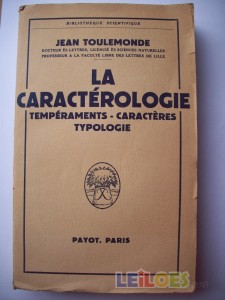 BIBLIOTHÈQUE SCIENTIFIQUE
JEAN TOULEMONDE
DOCTEUR ÈS LETTRES, LICENCIÉ ÈS SCIENCES NATURELLES
PROFESSEUR A LA FACULTÉ LIBRE DES LETTRES DE LILLE
LA
CARACTÉROLOGIE
TEMPÉRAMENTS - CARACTÈRES
TYPOLOGIE
PAYOT, PARIS
LEILOES